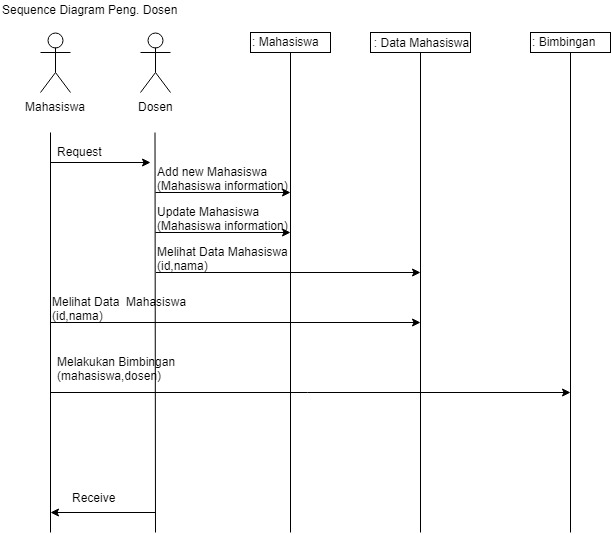 Sequence Diagram Peng. Dosen
: Mahasiswa
: Data Mahasiswa
: Bimbingan
Mahasiswa
Dosen
Request
Add new Mahasiswa
(Mahasiswa information)
Update Mahasiswa
(Mahasiswa information)
Melihat Data Mahasiswa
(id,nama)
Melihat Data Mahasiswa
(id,nama)
Melakukan Bimbingan
(mahasiswa,dosen)
Receive